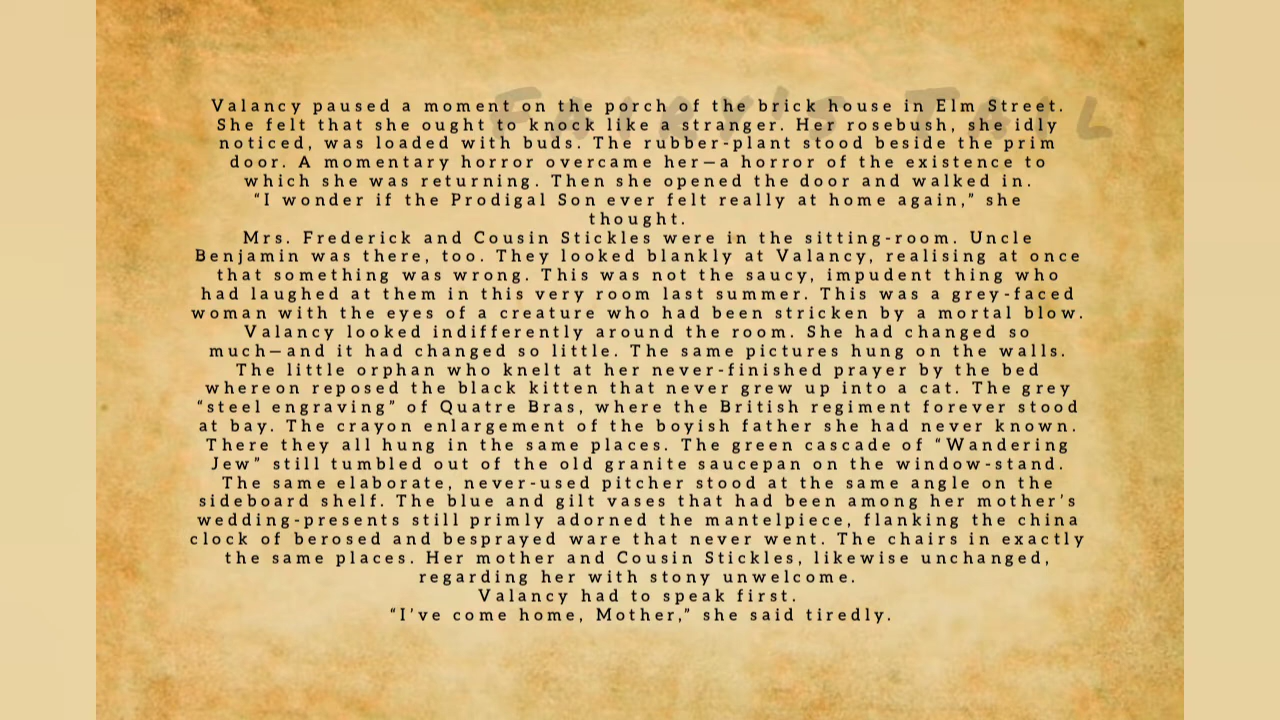 Fairy's Tail
Valancy paused a moment on the porch of the brick house in Elm Street.
She felt that she ought to knock like a stranger. Her rosebush, she idly
noticed, was loaded with buds. The rubber-plant stood beside the prim
door. A momentary horror overcame her—a horror of the existence to
which she was returning. Then she opened the door and walked in.
“I wonder if the Prodigal Son ever felt really at home again,” she
thought.
Mrs. Frederick and Cousin Stickles were in the sitting-room. Uncle
Benjamin was there, too. They looked blankly at Valancy, realising at once
that something was wrong. This was not the saucy, impudent thing who
had laughed at them in this very room last summer. This was a grey-faced
woman with the eyes of a creature who had been stricken by a mortal blow.
Valancy looked indifferently around the room. She had changed so
much—and it had changed so little. The same pictures hung on the walls.
The little orphan who knelt at her never-finished prayer by the bed
whereon reposed the black kitten that never grew up into a cat. The grey
“steel engraving” of Quatre Bras, where the British regiment forever stood
at bay. The crayon enlargement of the boyish father she had never known.
There they all hung in the same places. The green cascade of “Wandering
Jew” still tumbled out of the old granite saucepan on the window-stand.
The same elaborate, never-used pitcher stood at the same angle on the
sideboard shelf. The blue and gilt vases that had been among her mother’s
wedding-presents still primly adorned the mantelpiece, flanking the china
clock of berosed and besprayed ware that never went. The chairs in exactly
the same places. Her mother and Cousin Stickles, likewise unchanged,
regarding her with stony unwelcome.
Valancy had to speak first.
“I’ve come home, Mother,” she said tiredly.